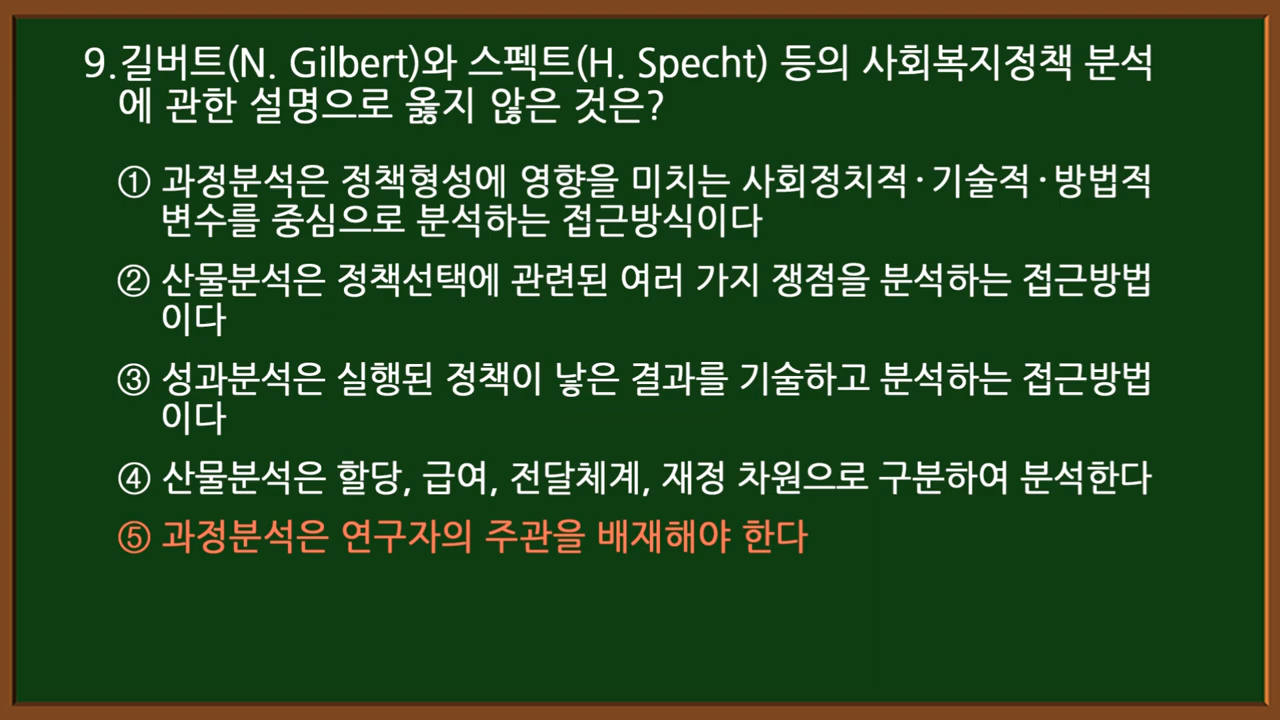 9.길버트(N. Gilbert)와 스펙트(H. Specht) 등의 사회복지정책 분석
에 관한 설명으로 옳지 않은 것은?
① 과정분석은 정책형성에 영향을 미치는 사회정치적·기술적·방법적
변수를 중심으로 분석하는 접근방식이다
② 산물분석은 정책선택에 관련된 여러 가지 쟁점을 분석하는 접근방법
이다
③ 성과분석은 실행된 정책이 낳은 결과를 기술하고 분석하는 접근방법
이다
④ 산물분석은 할당, 급여, 전달체계, 재정 차원으로 구분하여 분석한다
⑤ 과정분석은 연구자의 주관을 배재해야 한다